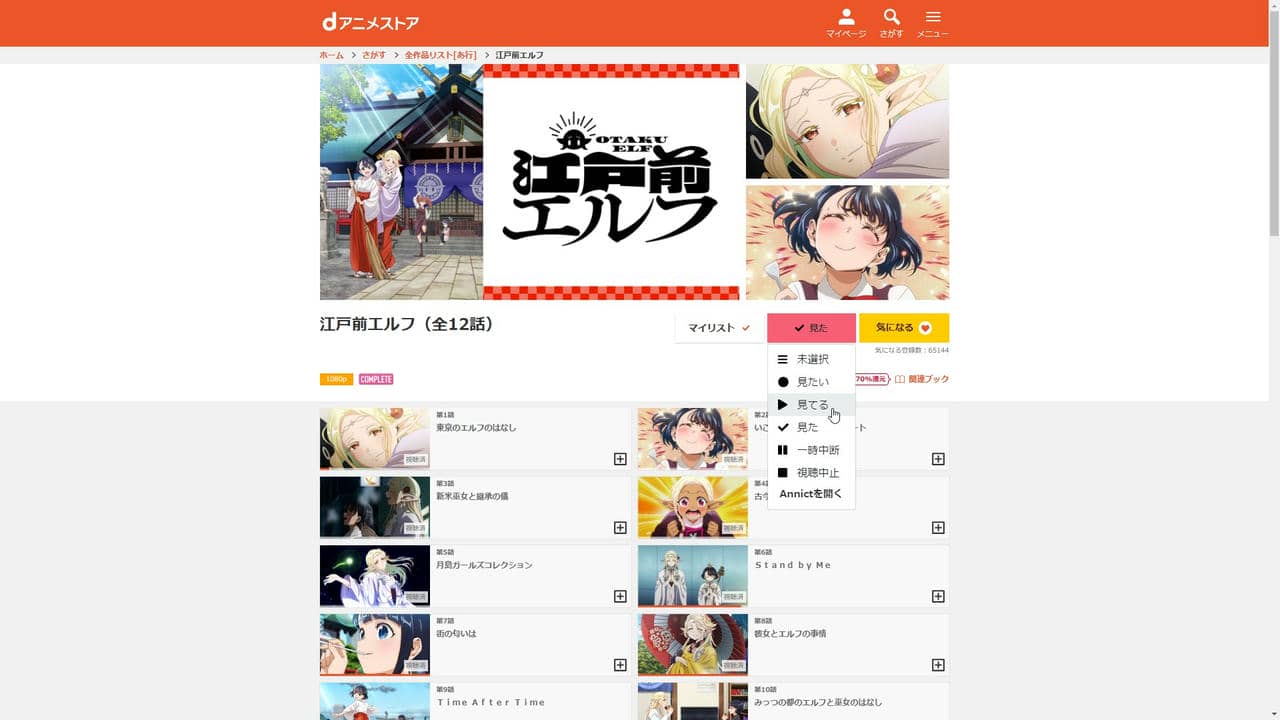 dアニメストア
マイページ
さがす
メニュー
ホーム > さがす > 全作品リスト[あ行] > 江戸前エルフ
OTAKU
ELF
江戸前
エルフ
江戸前エルフ（全12話）
マイリスト
見た
気になる
気になる登録数：65144
1080p
COMPLETE
70%還元
関連ブック
未選択
見たい
見てる
見た
一時中断
視聴中止
Annictを開く
第1話
東京のエルフのはなし
視聴済
第2話
いこ
ート
視聴済
第3話
新米巫女と継承の儀
視聴済
第4話
古今
視聴済
第5話
月島ガールズコレクション
視聴済
第6話
Ｓｔａｎｄ ｂｙ Ｍｅ
視聴済
第7話
街の匂いは
視聴済
第8話
彼女とエルフの事情
視聴済
第9話
Ｔｉｍｅ Ａｆｔｅｒ Ｔｉｍｅ
第10話
みっつの都のエルフと巫女のはなし